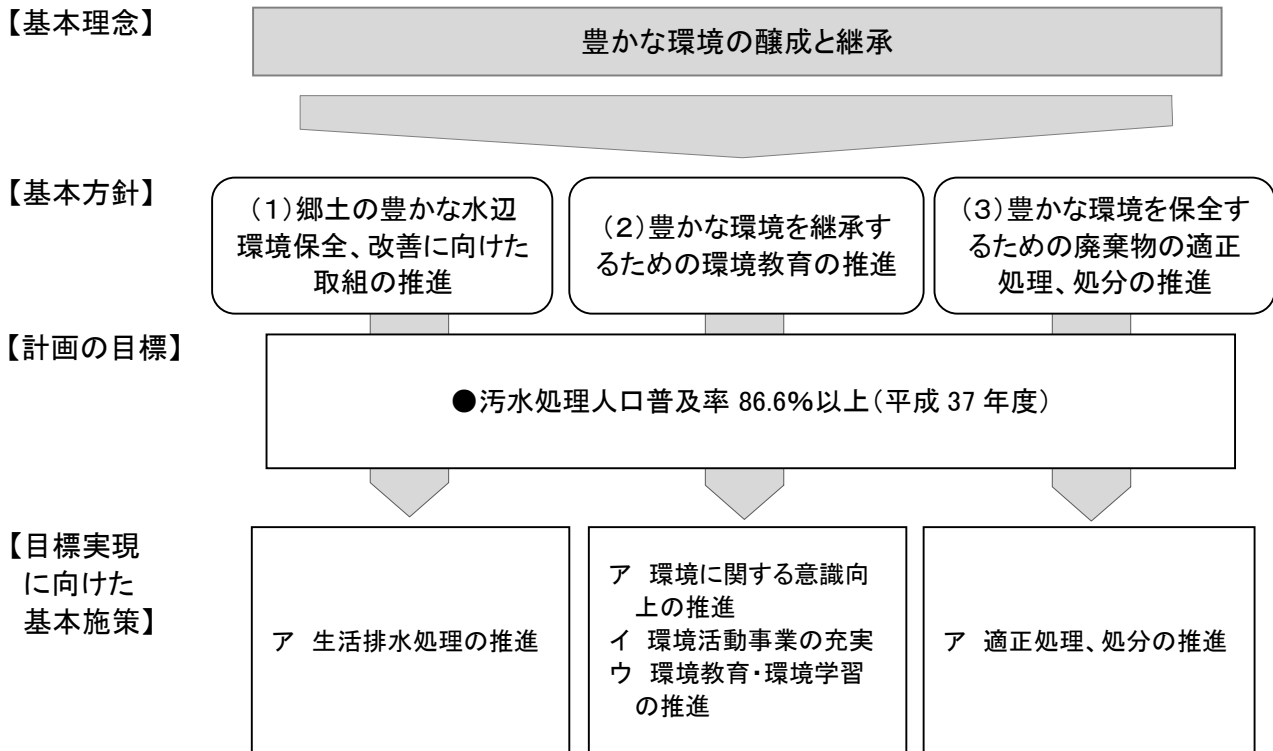 【基本理念】
豊かな環境の醸成と継承
【基本方針】
(1)郷土の豊かな水辺
環境保全、改善に向けた
取組の推進
(2)豊かな環境を継承す
るための環境教育の推進
(3)豊かな環境を保全す
るための廃棄物の適正
処理、処分の推進
【計画の目標】
●汚水処理人口普及率 86.6%以上(平成 37 年度)
【目標実現
に向けた
基本施策】
ア 生活排水処理の推進
ア 環境に関する意識向
上の推進
イ 環境活動事業の充実
ウ 環境教育・環境学習
の推進
ア 適正処理、処分の推進